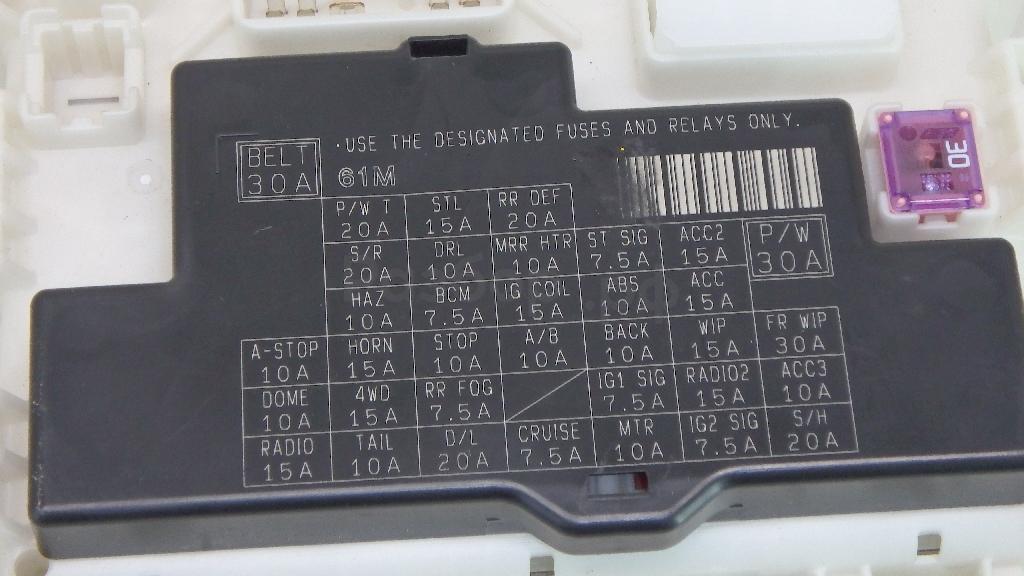 ·USE THE DESIGNATED FUSES AND RELAYS ONLY.
BELT
30A
61M
P/W T STL RR DEF
20A 15A 20A
S/R DRL MRR HTR ST SIG ACC2 P/W
20A 10A 10A 7.5A 15A 30A
HAZ BCM IG COIL ABS ACC
10A 7.5A 15A 10A 15A
A-STOP HORN STOP A/B BACK WIP FR WIP
10A 15A 10A 10A 10A 15A 30A
DOME 4WD RR FOG IG1 SIG RADIO2 ACC3
10A 15A 7.5A 7.5A 15A 10A
RADIO TAIL D/L CRUISE MTR IG2 SIG S/H
15A 10A 20A 7.5A 10A 7.5A 20A
30